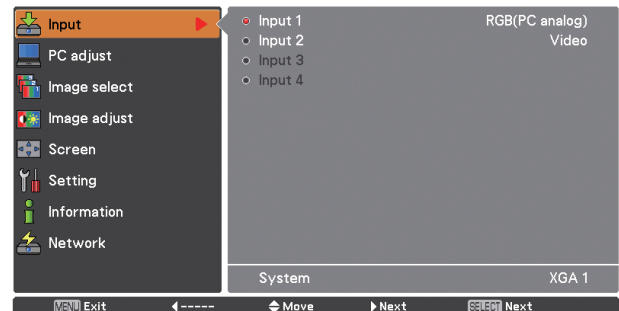 Input
PC adjust
Image select
Image adjust
Screen
Setting
Information
Network
Input 1 RGB(PC analog)
Input 2 Video
Input 3
Input 4
System XGA 1
MENU Exit ----- Move Next SELECT Next